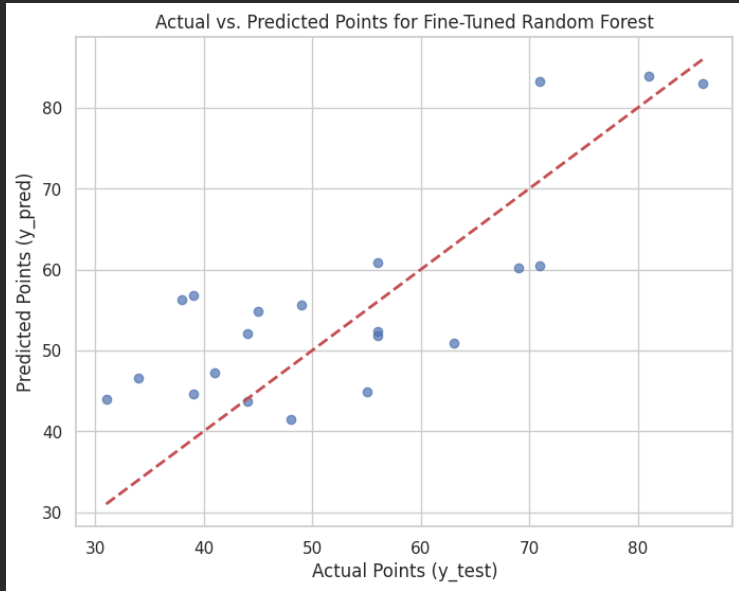 Actual vs. Predicted Points for Fine-Tuned Random Forest
80
70
60
50
40
30
Predicted Points (y_pred)
30 40 50 60 70 80
Actual Points (y_test)